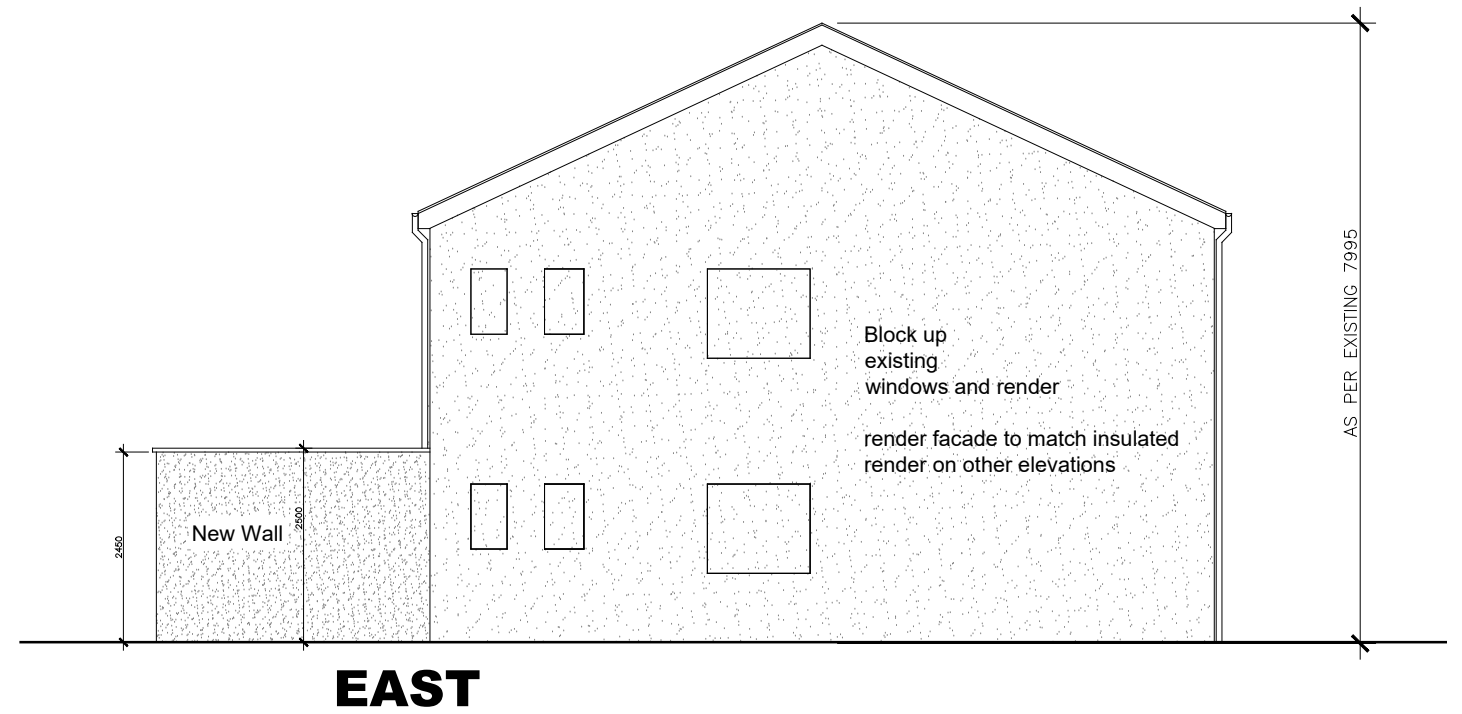 Block up
existing
windows and render
render facade to match insulated
render on other elevations
AS PER EXISTING 7995
New Wall
2500
2450
EAST